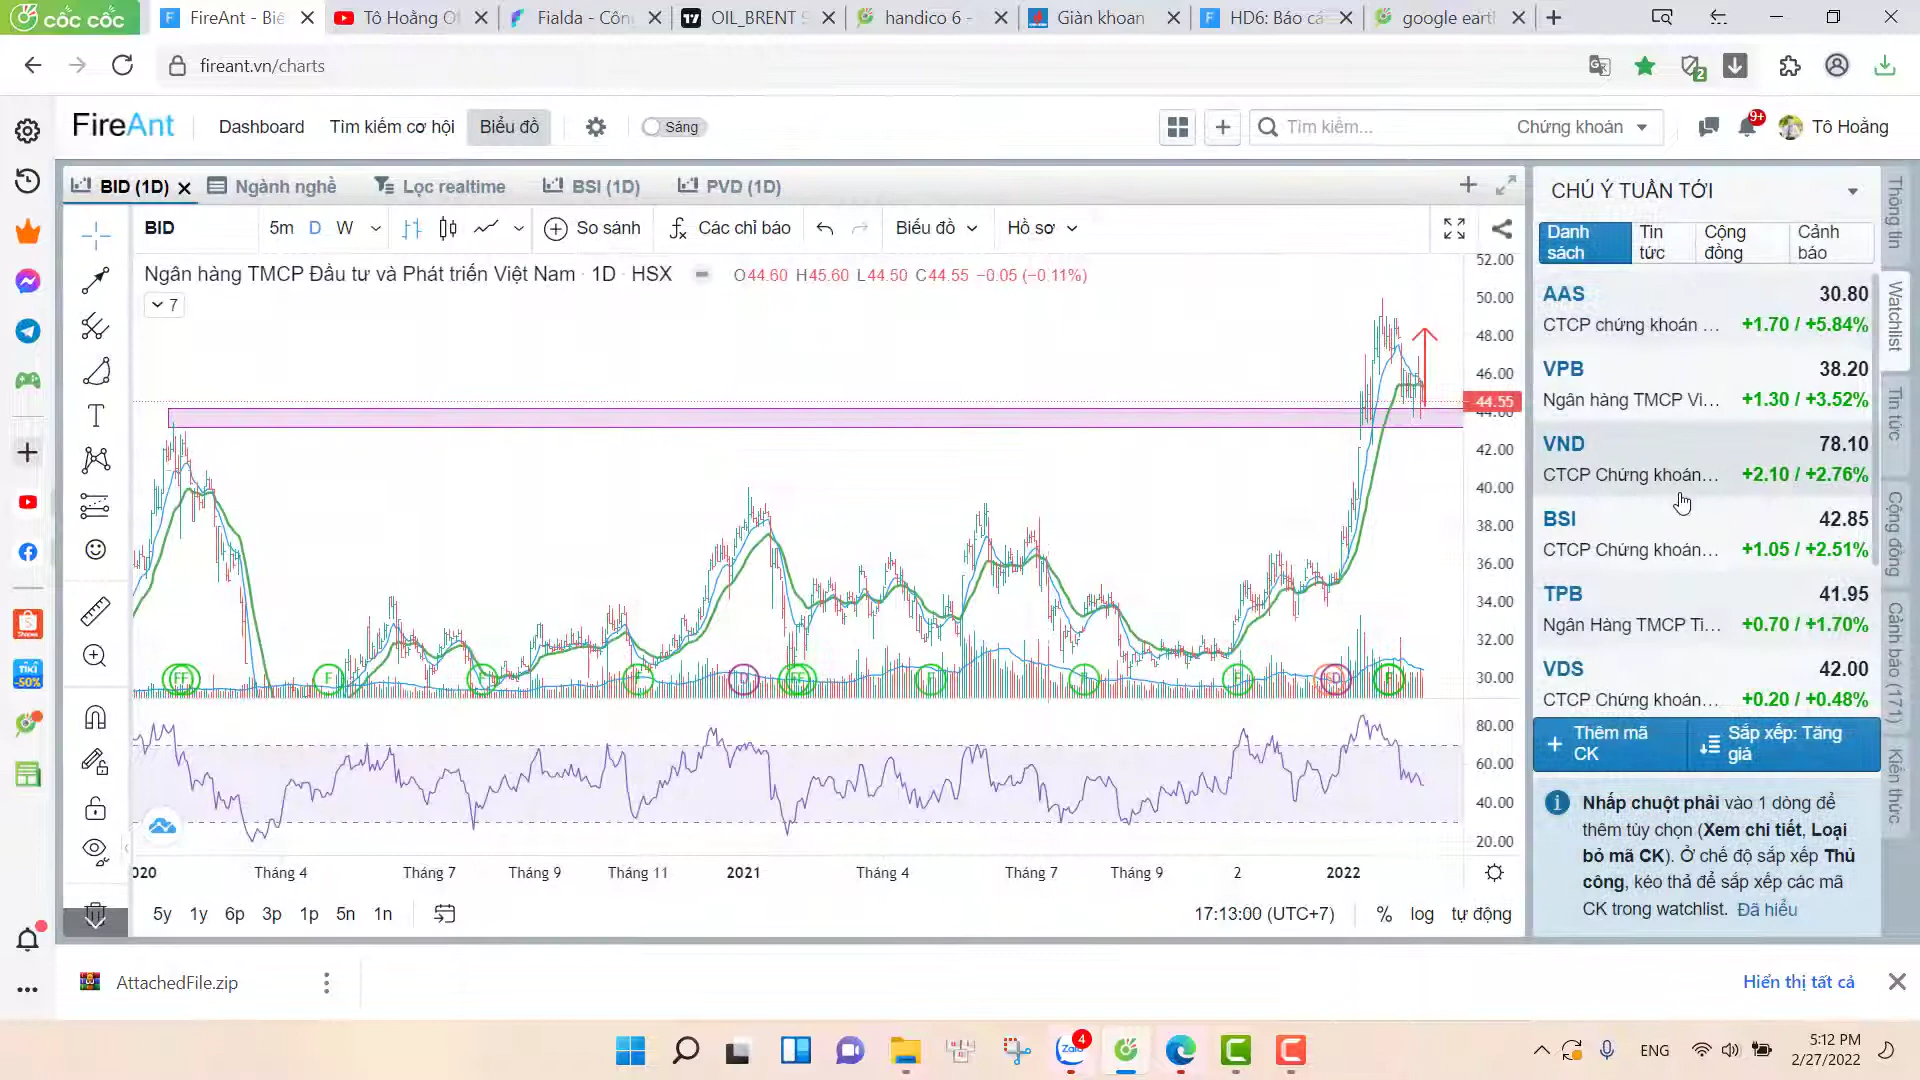 cốc cốc
FireAnt - Biể
Tô Hoằng Of
Fialda - Côn
OIL_BRENT S
handico 6 -
Giàn khoan
HD6: Báo cá
google eart
fireant.vn/charts
2
FireAnt
Dashboard
Tìm kiếm cơ hội
Biểu đồ
Sáng
Tìm kiếm...
Chứng khoán
9+
Tô Hoằng
BID (1D)
Ngành nghề
Lọc realtime
BSI (1D)
PVD (1D)
BID
5m
D
W
So sánh
Các chỉ báo
Biểu đồ
Hồ sơ
Ngân hàng TMCP Đầu tư và Phát triển Việt Nam · 1D · HSX
O44.60 H45.60 L44.50 C44.55 −0.05 (−0.11%)
7
52.00
50.00
48.00
46.00
44.55
44.00
42.00
40.00
38.00
36.00
34.00
32.00
30.00
FF
F
F
D
FF
F
F
F
D
F
80.00
60.00
40.00
20.00
020
Tháng 4
Tháng 7
Tháng 9
Tháng 11
2021
Tháng 4
Tháng 7
Tháng 9
2
2022
5y
1y
6p
3p
1p
5n
1n
17:13:00 (UTC+7)
%
log
tự động
CHÚ Ý TUẦN TỚI
Danh sách
Tin tức
Cộng đồng
Cảnh báo
AAS 30.80
CTCP chứng khoán ... +1.70 / +5.84%
VPB 38.20
Ngân hàng TMCP Vi... +1.30 / +3.52%
VND 78.10
CTCP Chứng khoán... +2.10 / +2.76%
BSI 42.85
CTCP Chứng khoán... +1.05 / +2.51%
TPB 41.95
Ngân Hàng TMCP Ti... +0.70 / +1.70%
VDS 42.00
CTCP Chứng khoán... +0.20 / +0.48%
Thêm mã CK
Sắp xếp: Tăng giá
Nhấp chuột phải vào 1 dòng để
thêm tùy chọn (Xem chi tiết, Loại
bỏ mã CK). Ở chế độ sắp xếp Thủ
công, kéo thả để sắp xếp các mã
CK trong watchlist. Đã hiểu
Thông tin
Watchlist
Tin tức
Cộng đồng
Cảnh báo (171)
Kiến thức
Shopee
TIKI
-50%
AttachedFile.zip
Hiển thị tất cả
Zalo
4
ENG
5:12 PM
2/27/2022